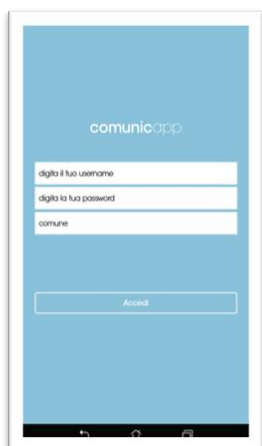 comunicapp
digita il tuo username
digita la tua password
comune
Accedi